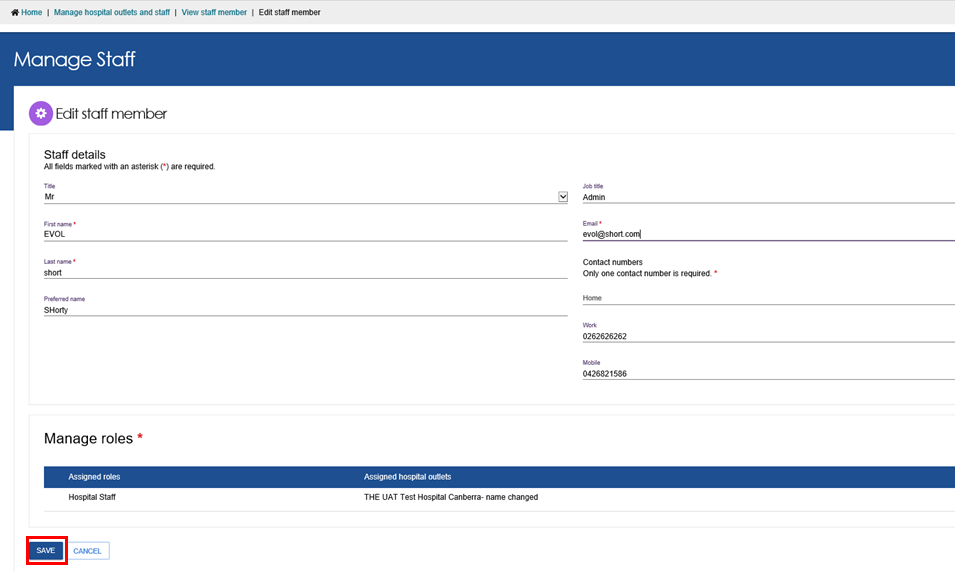 Home | Manage hospital outlets and staff | View staff member | Edit staff member
Manage Staff
Edit staff member
Staff details
All fields marked with an asterisk (*) are required.
Title
Mr
First name *
EVOL
Last name *
short
Preferred name
SHorty
Job title
Admin
Email *
evol@short.com
Contact numbers
Only one contact number is required. *
Home
Work
0262626262
Mobile
0426821586
Manage roles *
Assigned roles Assigned hospital outlets
Hospital Staff THE UAT Test Hospital Canberra- name changed
SAVE CANCEL